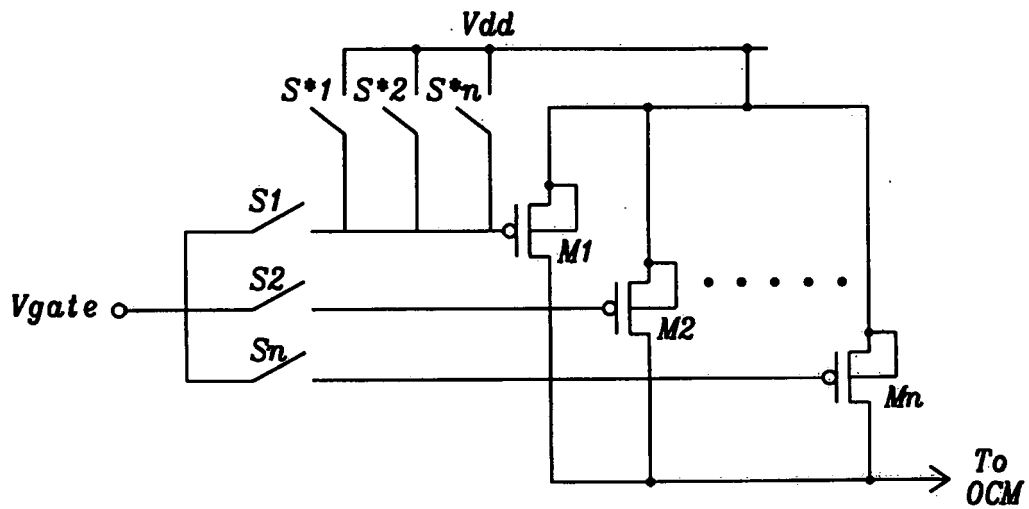 Vdd
S*1 S*2 S*n
S1
M1
S2
Vgate
M2
Sn
Mn
To
OCM